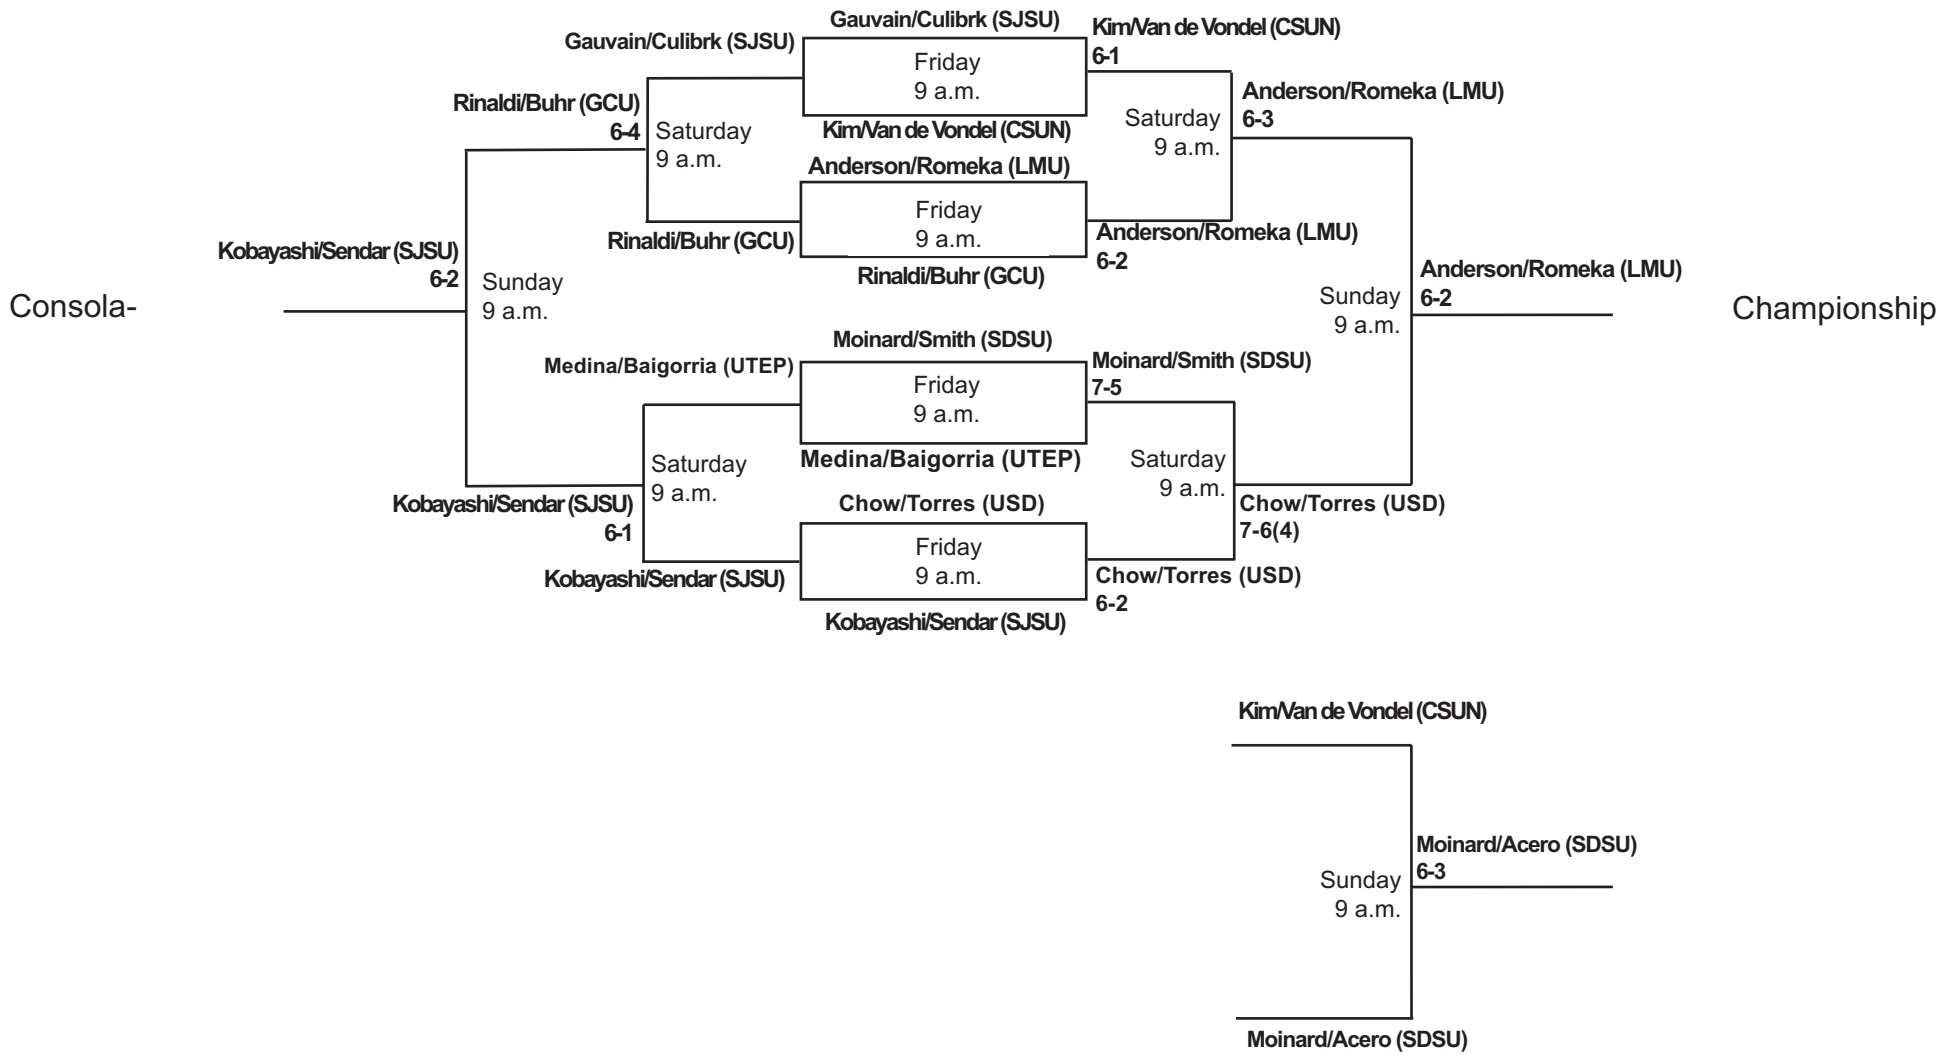 Gauvain/Culibrk (SJSU)
Kim/Van de Vondel (CSUN)
6-1
Gauvain/Culibrk (SJSU)
Friday
9 a.m.
Anderson/Romeka (LMU)
6-3
Rinaldi/Buhr (GCU)
6-4
Saturday
9 a.m.
Kim/Van de Vondel (CSUN)
Saturday
9 a.m.
Anderson/Romeka (LMU)
Friday
9 a.m.
Rinaldi/Buhr (GCU)
Anderson/Romeka (LMU)
6-2
Rinaldi/Buhr (GCU)
Kobayashi/Sendar (SJSU)
6-2
Sunday
9 a.m.
Sunday
9 a.m.
Anderson/Romeka (LMU)
6-2
Consola-
Championship
Moinard/Smith (SDSU)
Medina/Baigorria (UTEP)
Friday
9 a.m.
Moinard/Smith (SDSU)
7-5
Medina/Baigorria (UTEP)
Saturday
9 a.m.
Saturday
9 a.m.
Kobayashi/Sendar (SJSU)
6-1
Chow/Torres (USD)
Chow/Torres (USD)
7-6(4)
Friday
9 a.m.
Kobayashi/Sendar (SJSU)
Chow/Torres (USD)
6-2
Kobayashi/Sendar (SJSU)
Kim/Van de Vondel (CSUN)
Moinard/Acero (SDSU)
6-3
Sunday
9 a.m.
Moinard/Acero (SDSU)